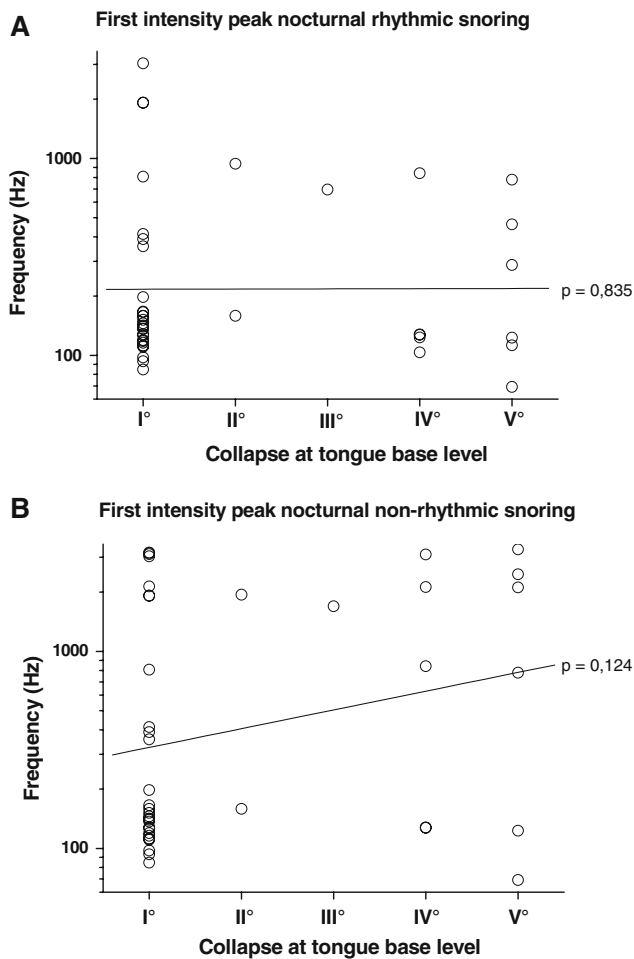 A
First intensity peak nocturnal rhythmic snoring
Frequency (Hz)
1000
100
p = 0,835
I° II° III° IV° V°
Collapse at tongue base level
B
First intensity peak nocturnal non-rhythmic snoring
Frequency (Hz)
1000
100
p = 0,124
I° II° III° IV° V°
Collapse at tongue base level